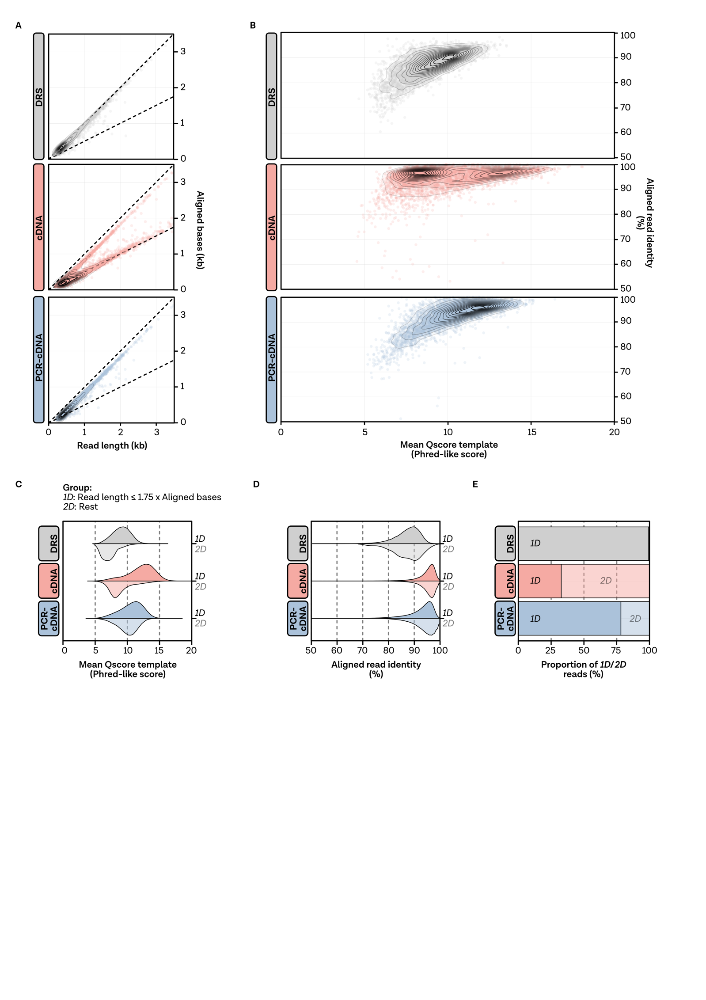 A
B
DRS
3
2
1
0
cDNA
3
2
1
0
Aligned bases (kb)
PCR-cDNA
3
2
1
0
0 1 2 3
Read length (kb)
DRS
100
90
80
70
60
50
cDNA
100
90
80
70
60
50
Aligned read identity
(%)
PCR-cDNA
100
90
80
70
60
50
0 5 10 15 20
Mean Qscore template
(Phred-like score)
C
Group:
1D: Read length ≤ 1.75 x Aligned bases
2D: Rest
DRS
1D
2D
cDNA
1D
2D
PCR-
cDNA
1D
2D
0 5 10 15 20
Mean Qscore template
(Phred-like score)
D
DRS
1D
2D
cDNA
1D
2D
PCR-
cDNA
1D
2D
50 60 70 80 90 100
Aligned read identity
(%)
E
DRS
1D
cDNA
1D 2D
PCR-
cDNA
1D 2D
0 25 50 75 100
Proportion of 1D/2D
reads (%)